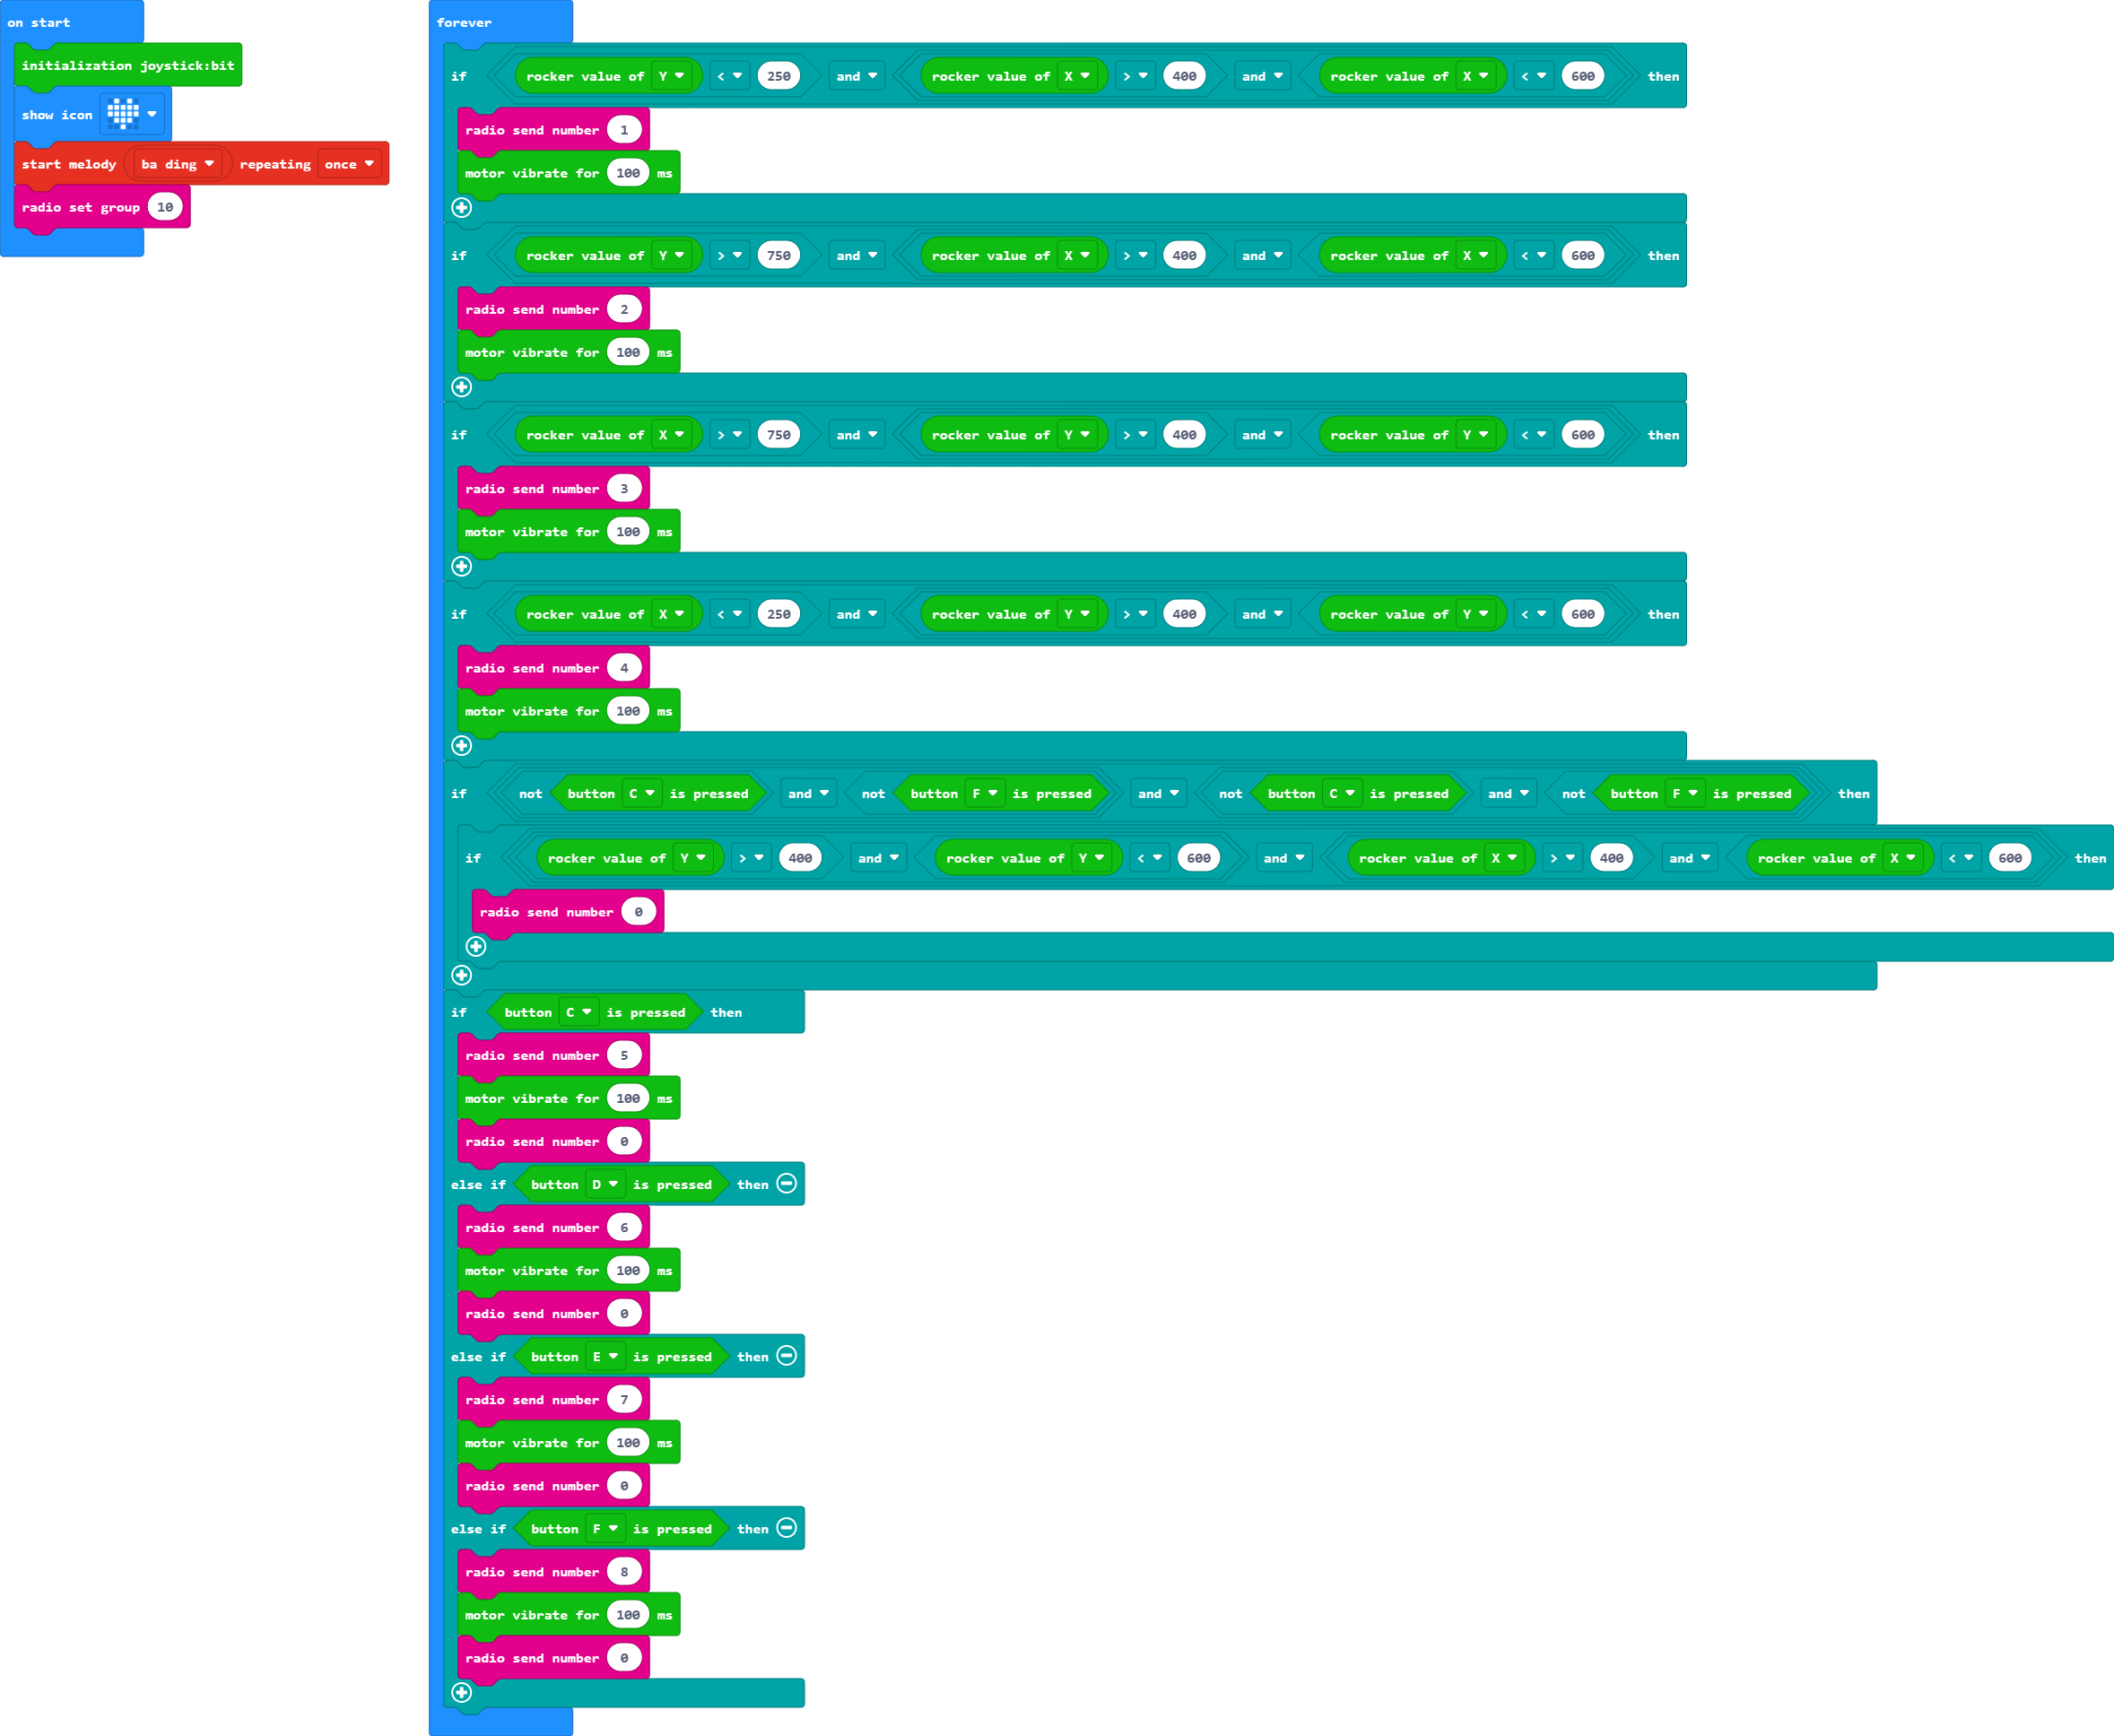 on start
initialization joystick:bit
show icon
start melody ba ding repeating once
radio set group 10
forever
if rocker value of Y < 250 and rocker value of X > 400 and rocker value of X < 600 then
radio send number 1
motor vibrate for 100 ms
if rocker value of Y > 750 and rocker value of X > 400 and rocker value of X < 600 then
radio send number 2
motor vibrate for 100 ms
if rocker value of X > 750 and rocker value of Y > 400 and rocker value of Y < 600 then
radio send number 3
motor vibrate for 100 ms
if rocker value of X < 250 and rocker value of Y > 400 and rocker value of Y < 600 then
radio send number 4
motor vibrate for 100 ms
if not button C is pressed and not button F is pressed and not button C is pressed and not button F is pressed then
if rocker value of Y > 400 and rocker value of Y < 600 and rocker value of X > 400 and rocker value of X < 600 then
radio send number 0
if button C is pressed then
radio send number 5
motor vibrate for 100 ms
radio send number 0
else if button D is pressed then
radio send number 6
motor vibrate for 100 ms
radio send number 0
else if button E is pressed then
radio send number 7
motor vibrate for 100 ms
radio send number 0
else if button F is pressed then
radio send number 8
motor vibrate for 100 ms
radio send number 0